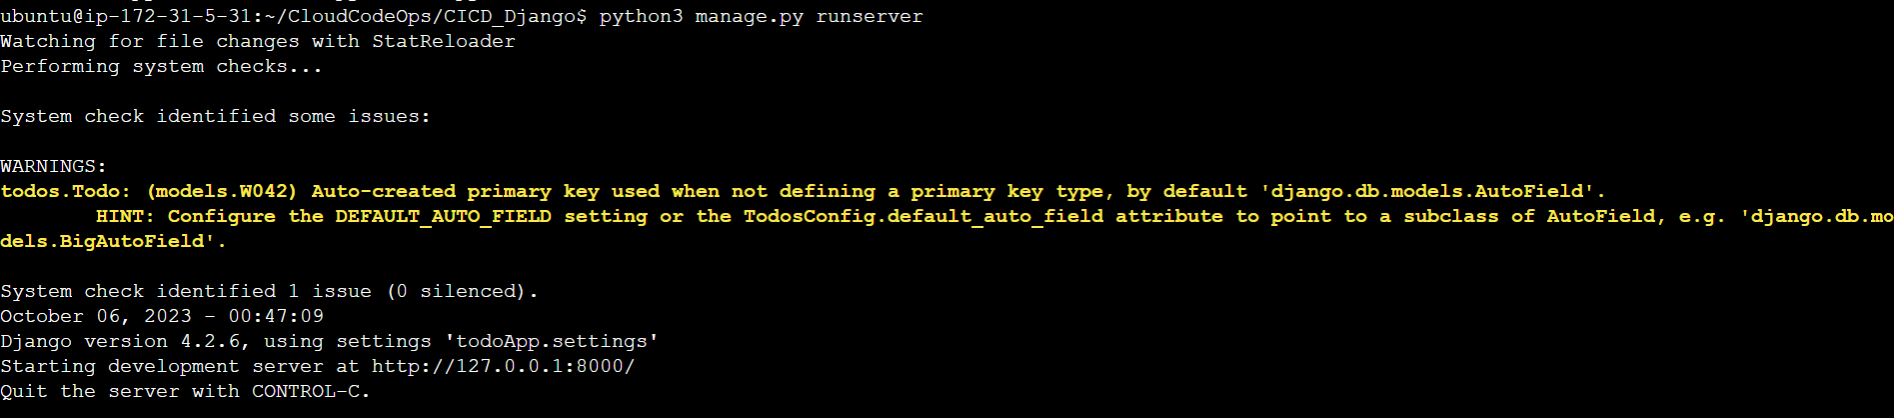 ubuntu@ip-172-31-5-31:~/CloudCodeOps/CICD_Django$ python3 manage.py runserver
Watching for file changes with StatReloader
Performing system checks...
System check identified some issues:
WARNINGS:
todos.Todo: (models.W042) Auto-created primary key used when not defining a primary key type, by default 'django.db.models.AutoField'.
HINT: Configure the DEFAULT_AUTO_FIELD setting or the TodosConfig.default_auto_field attribute to point to a subclass of AutoField, e.g. 'django.db.mo
dels.BigAutoField'.
System check identified 1 issue (0 silenced).
October 06, 2023 - 00:47:09
Django version 4.2.6, using settings 'todoApp.settings'
Starting development server at http://127.0.0.1:8000/
Quit the server with CONTROL-C.